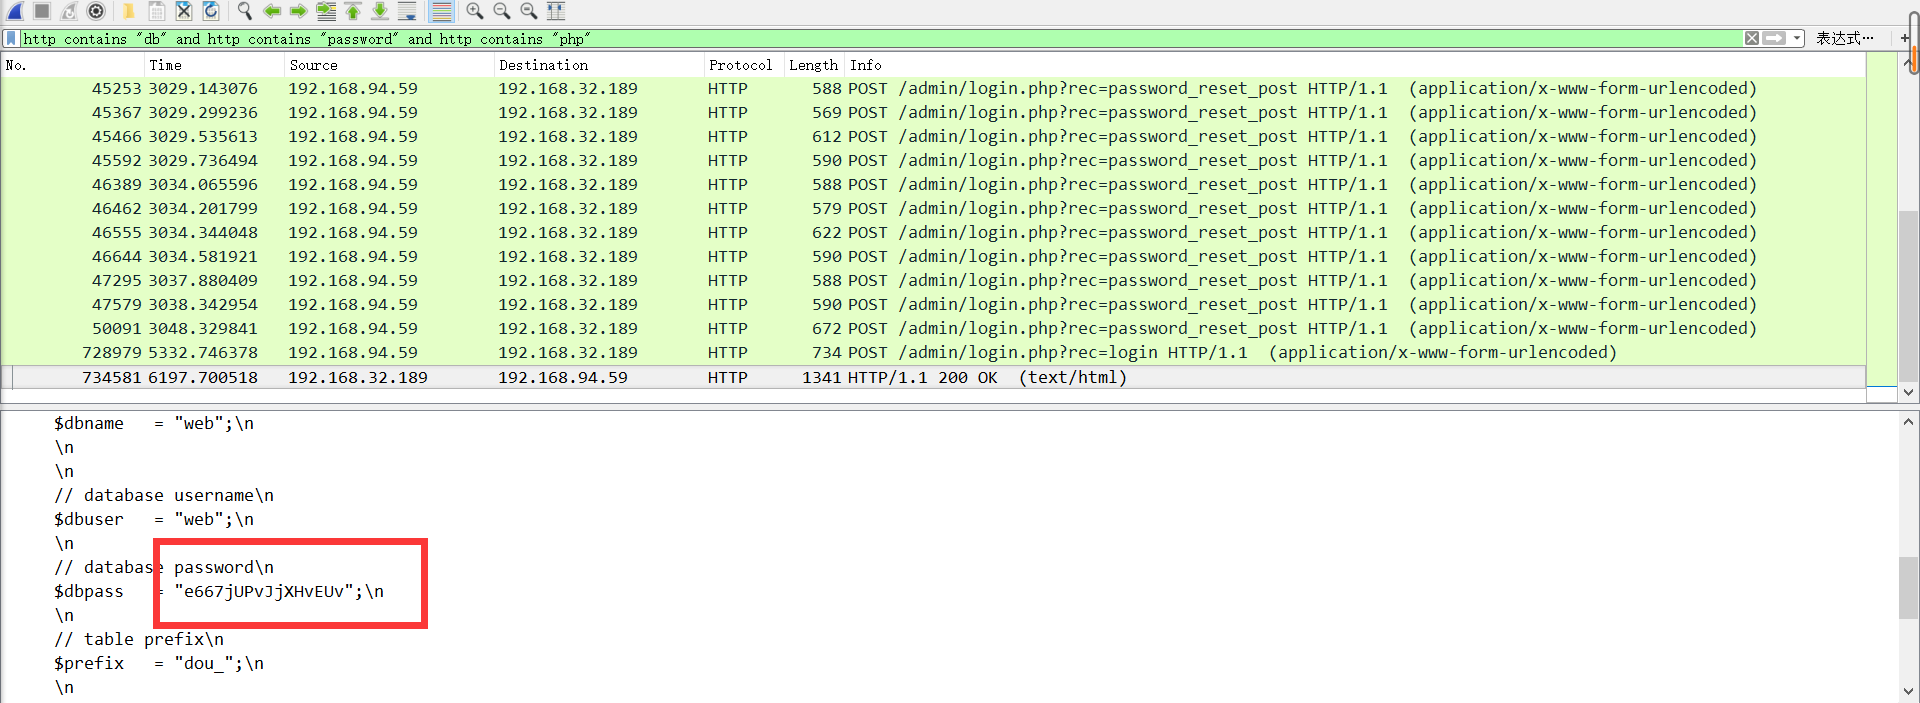 http contains "db" and http contains "password" and http contains "php" 表达式… +
No. Time Source Destination Protocol Length Info
45253 3029.143076 192.168.94.59 192.168.32.189 HTTP 588 POST /admin/login.php?rec=password_reset_post HTTP/1.1 (application/x-www-form-urlencoded)
45367 3029.299236 192.168.94.59 192.168.32.189 HTTP 569 POST /admin/login.php?rec=password_reset_post HTTP/1.1 (application/x-www-form-urlencoded)
45466 3029.535613 192.168.94.59 192.168.32.189 HTTP 612 POST /admin/login.php?rec=password_reset_post HTTP/1.1 (application/x-www-form-urlencoded)
45592 3029.736494 192.168.94.59 192.168.32.189 HTTP 590 POST /admin/login.php?rec=password_reset_post HTTP/1.1 (application/x-www-form-urlencoded)
46389 3034.065596 192.168.94.59 192.168.32.189 HTTP 588 POST /admin/login.php?rec=password_reset_post HTTP/1.1 (application/x-www-form-urlencoded)
46462 3034.201799 192.168.94.59 192.168.32.189 HTTP 579 POST /admin/login.php?rec=password_reset_post HTTP/1.1 (application/x-www-form-urlencoded)
46555 3034.344048 192.168.94.59 192.168.32.189 HTTP 622 POST /admin/login.php?rec=password_reset_post HTTP/1.1 (application/x-www-form-urlencoded)
46644 3034.581921 192.168.94.59 192.168.32.189 HTTP 590 POST /admin/login.php?rec=password_reset_post HTTP/1.1 (application/x-www-form-urlencoded)
47295 3037.880409 192.168.94.59 192.168.32.189 HTTP 588 POST /admin/login.php?rec=password_reset_post HTTP/1.1 (application/x-www-form-urlencoded)
47579 3038.342954 192.168.94.59 192.168.32.189 HTTP 590 POST /admin/login.php?rec=password_reset_post HTTP/1.1 (application/x-www-form-urlencoded)
50091 3048.329841 192.168.94.59 192.168.32.189 HTTP 672 POST /admin/login.php?rec=password_reset_post HTTP/1.1 (application/x-www-form-urlencoded)
728979 5332.746378 192.168.94.59 192.168.32.189 HTTP 734 POST /admin/login.php?rec=login HTTP/1.1 (application/x-www-form-urlencoded)
734581 6197.700518 192.168.32.189 192.168.94.59 HTTP 1341 HTTP/1.1 200 OK (text/html)
$dbname = "web";\n
\n
\n
// database username\n
$dbuser = "web";\n
\n
// database password\n
$dbpass = "e667jUPvJjXHvEUv";\n
\n
// table prefix\n
$prefix = "dou_";\n
\n